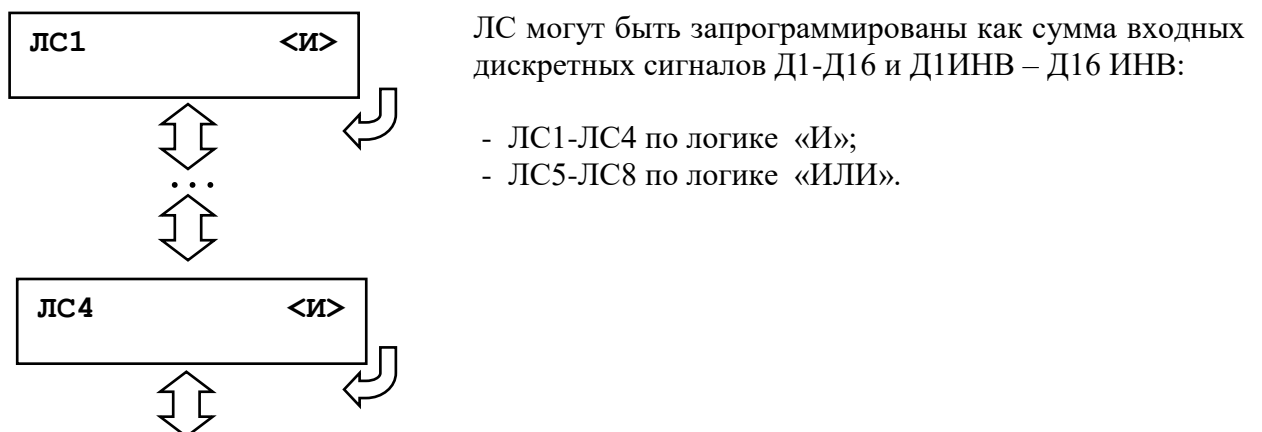 ЛС1 <И>
ЛС могут быть запрограммированы как сумма входных
дискретных сигналов Д1-Д16 и Д1ИНВ – Д16 ИНВ:
- ЛС1-ЛС4 по логике «И»;
- ЛС5-ЛС8 по логике «ИЛИ».
...
ЛС4 <И>